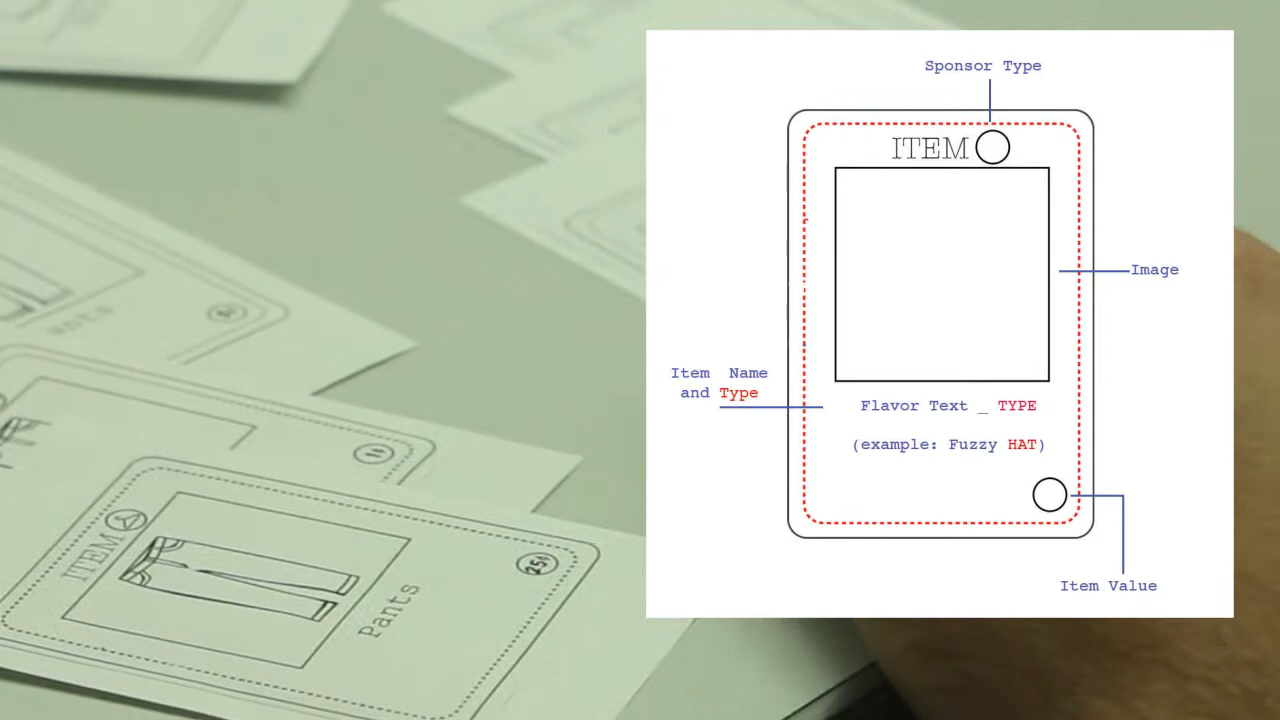 Sponsor Type
ITEM
Image
Item Name
and Type
Flavor Text _ TYPE
(example: Fuzzy HAT)
Item Value
ITEM
Pants
25¢